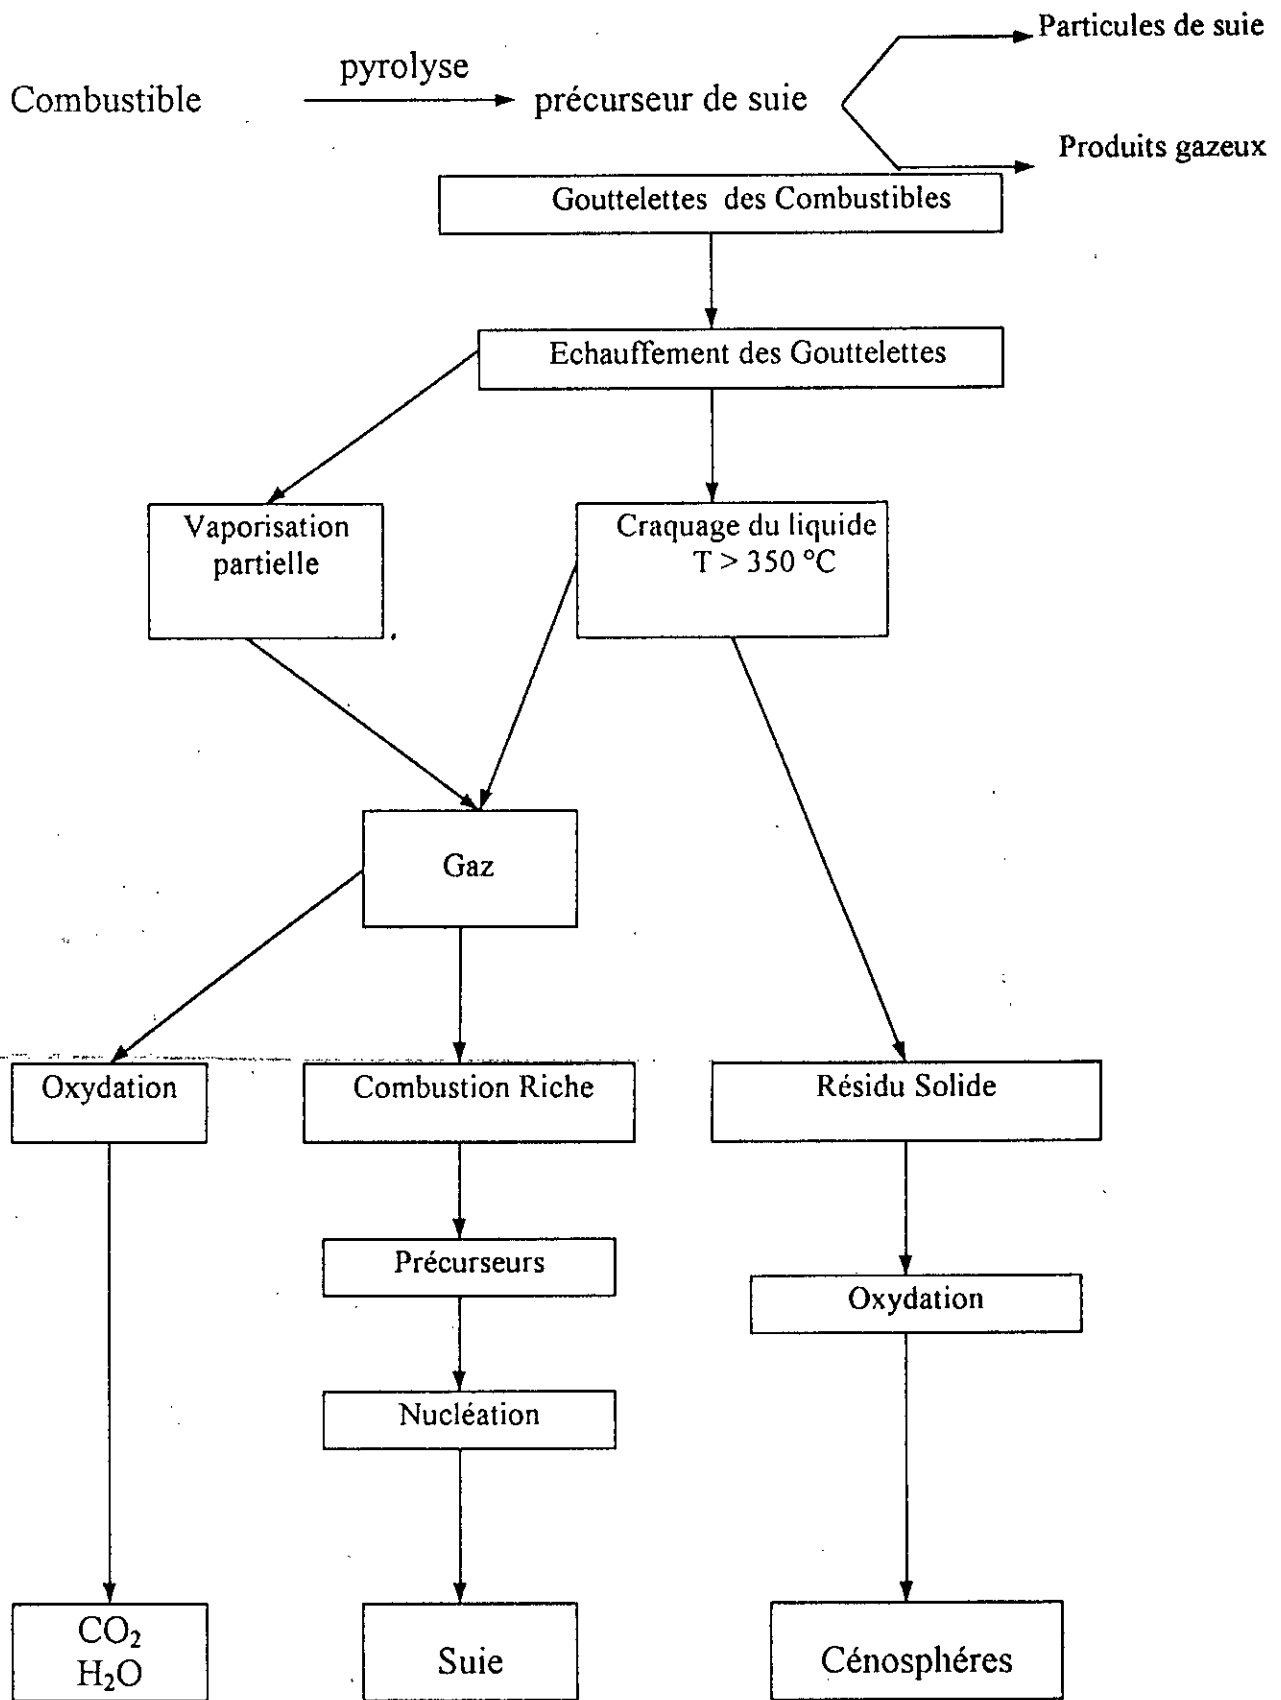 Particules de suie
pyrolyse
Combustible
précurseur de suie
Produits gazeux
Gouttelettes des Combustibles
Echauffement des Gouttelettes
Vaporisation
partielle
Craquage du liquide
T > 350 °C
Gaz
Oxydation
Combustion Riche
Résidu Solide
Précurseurs
Oxydation
Nucléation
CO₂
H₂O
Suie
Cénosphéres